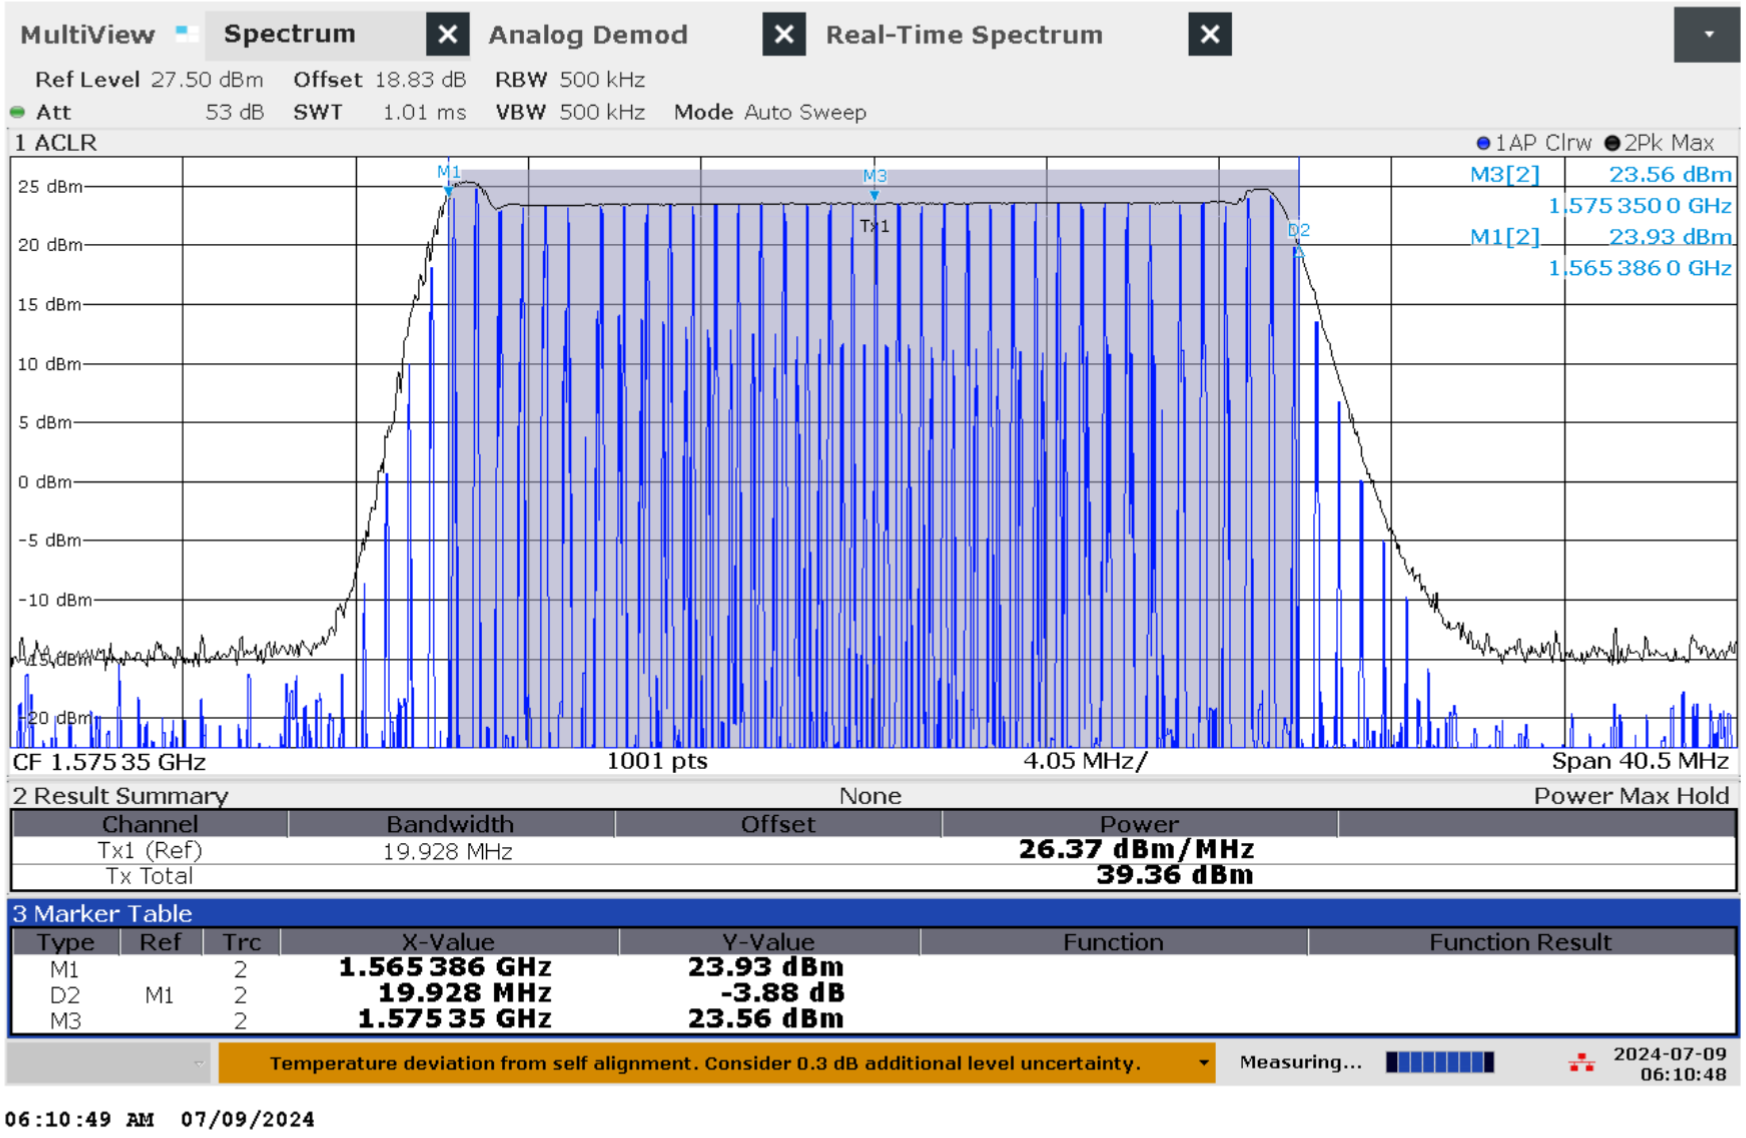 MultiView Spectrum Analog Demod Real-Time Spectrum
Ref Level 27.50 dBm Offset 18.83 dB RBW 500 kHz
Att 53 dB SWT 1.01 ms VBW 500 kHz Mode Auto Sweep
1 ACLR 1AP Clrw 2Pk Max
M1 M3 M3[2] 23.56 dBm
25 dBm
1.575 350 0 GHz
Tx1
D2 M1[2] 23.93 dBm
20 dBm
1.565 386 0 GHz
15 dBm
10 dBm
5 dBm
0 dBm
-5 dBm
-10 dBm
-15 dBm
-20 dBm
CF 1.575 35 GHz 1001 pts 4.05 MHz/ Span 40.5 MHz
2 Result Summary None Power Max Hold
Channel Bandwidth Offset Power
Tx1 (Ref) 19.928 MHz 26.37 dBm/MHz
Tx Total 39.36 dBm
3 Marker Table
Type Ref Trc X-Value Y-Value Function Function Result
M1 2 1.565 386 GHz 23.93 dBm
D2 M1 2 19.928 MHz -3.88 dB
M3 2 1.575 35 GHz 23.56 dBm
Temperature deviation from self alignment. Consider 0.3 dB additional level uncertainty. Measuring... 2024-07-09
06:10:48
06:10:49 AM 07/09/2024